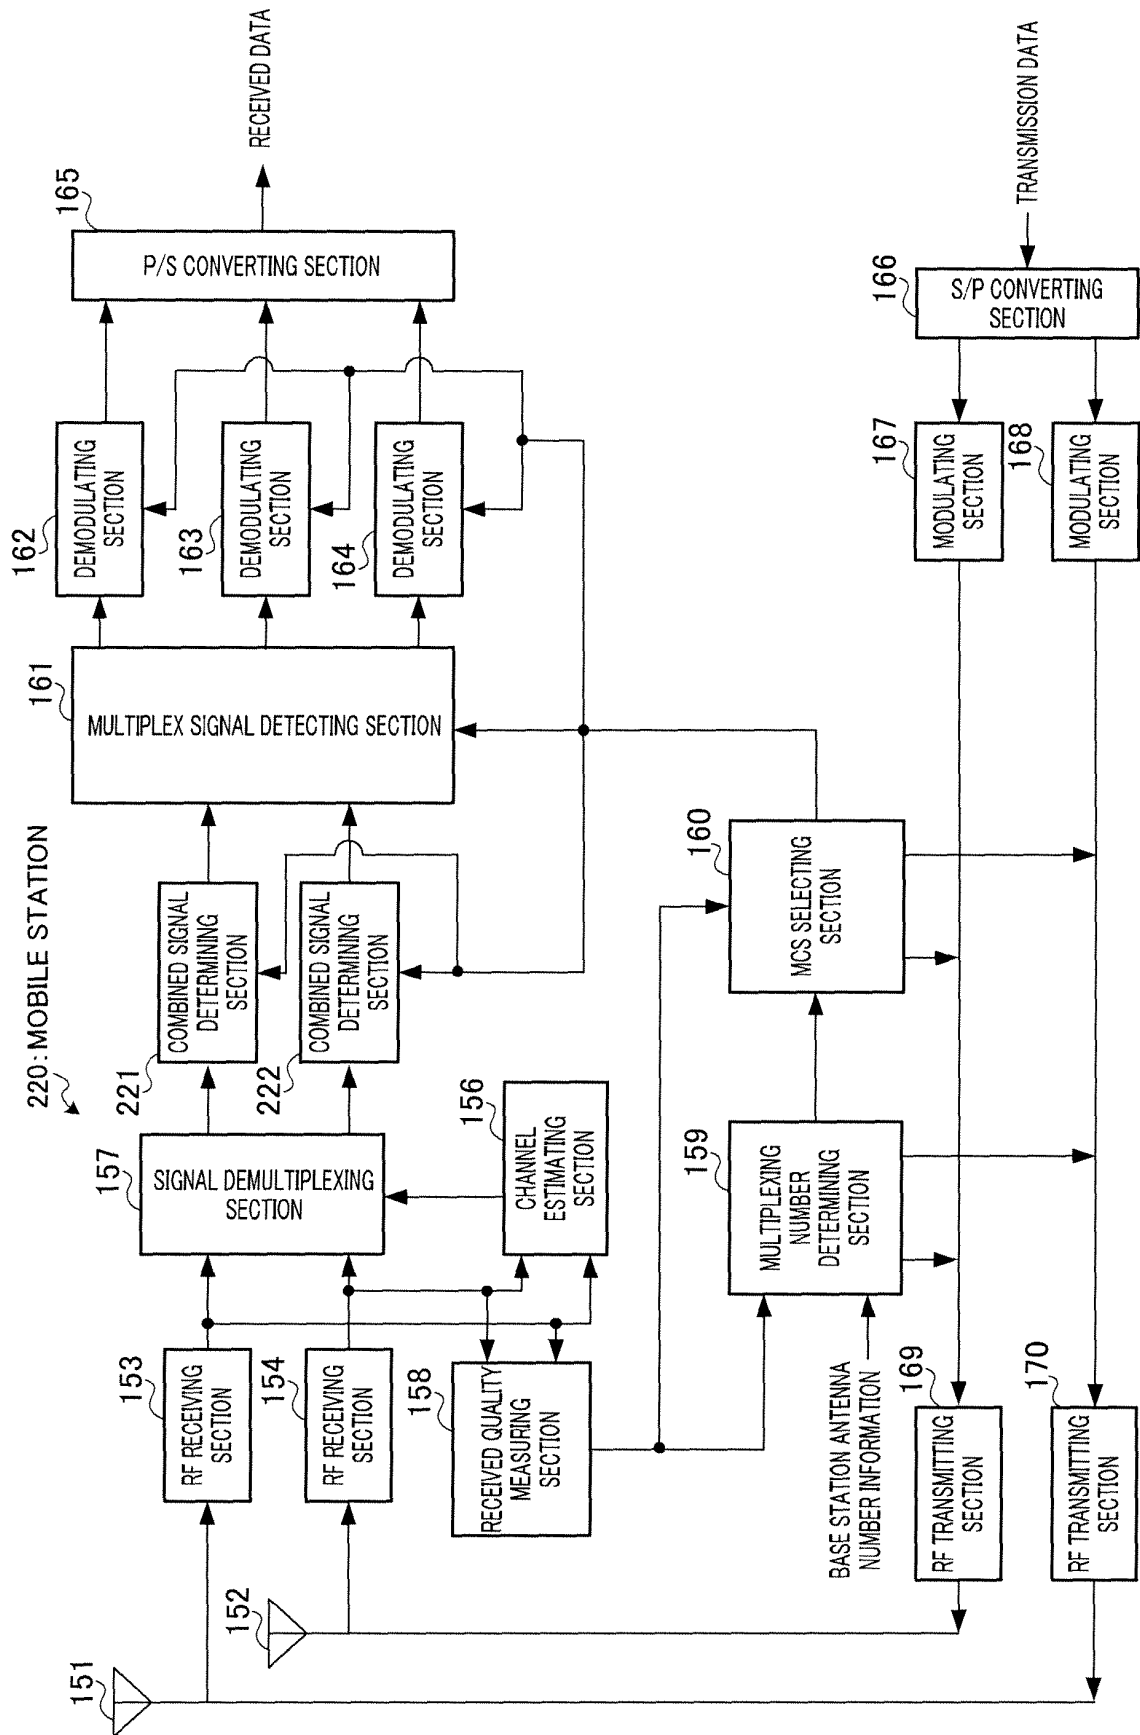 220: MOBILE STATION
151
152
153
RF RECEIVING
SECTION
154
RF RECEIVING
SECTION
157
SIGNAL DEMULTIPLEXING
SECTION
156
CHANNEL
ESTIMATING
SECTION
158
RECEIVED QUALITY
MEASURING
SECTION
221
COMBINED SIGNAL
DETERMINING
SECTION
222
COMBINED SIGNAL
DETERMINING
SECTION
161
MULTIPLEX SIGNAL DETECTING SECTION
162
DEMODULATING
SECTION
163
DEMODULATING
SECTION
164
DEMODULATING
SECTION
165
P/S CONVERTING SECTION
RECEIVED DATA
BASE STATION ANTENNA
NUMBER INFORMATION
159
MULTIPLEXING
NUMBER
DETERMINING
SECTION
160
MCS SELECTING
SECTION
169
RF TRANSMITTING
SECTION
170
RF TRANSMITTING
SECTION
167
MODULATING
SECTION
168
MODULATING
SECTION
166
S/P CONVERTING
SECTION
TRANSMISSION DATA